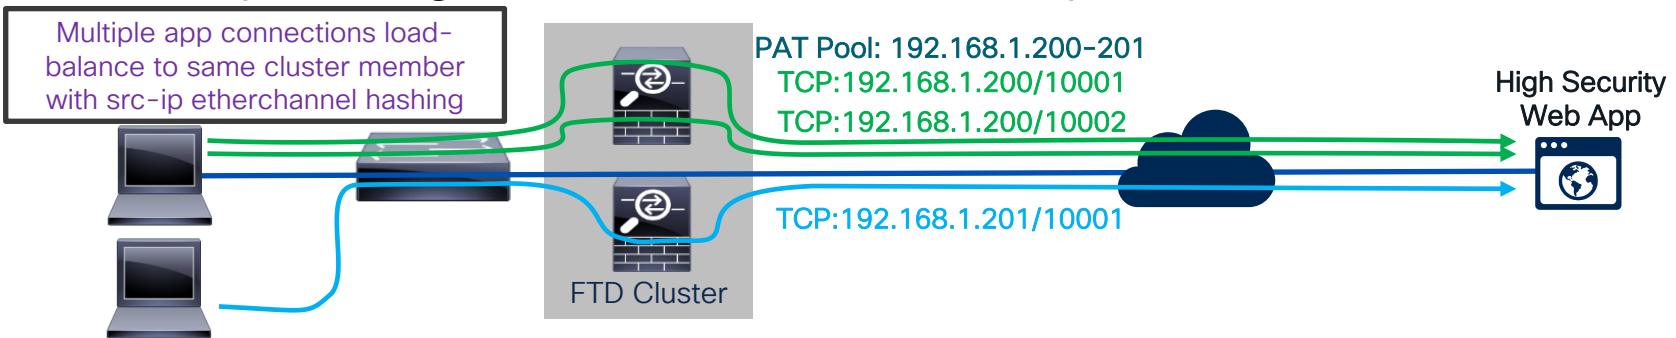 Multiple app connections load-
balance to same cluster member
with src-ip etherchannel hashing
PAT Pool: 192.168.1.200-201
TCP:192.168.1.200/10001
TCP:192.168.1.200/10002
TCP:192.168.1.201/10001
High Security
Web App
FTD Cluster